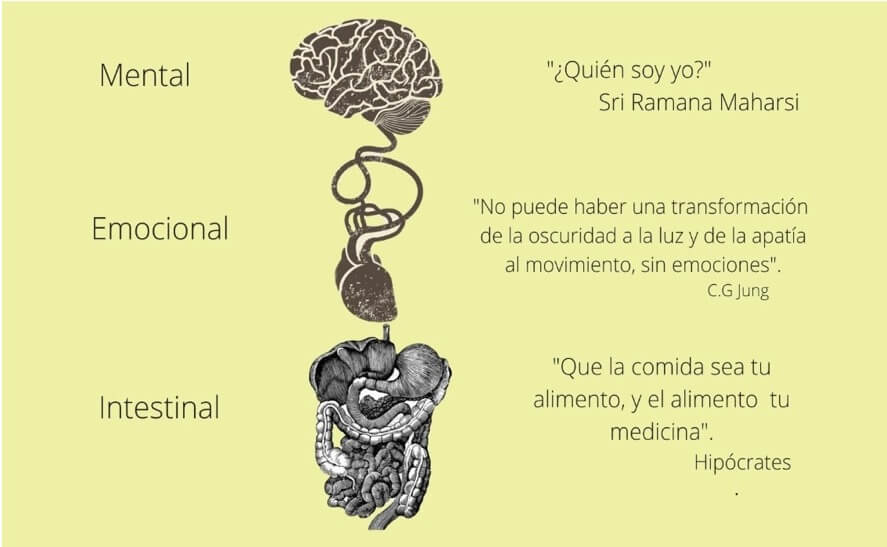 Mental
"¿Quién soy yo?"
Sri Ramana Maharsi
Emocional
"No puede haber una transformación
de la oscuridad a la luz y de la apatía
al movimiento, sin emociones".
C.G Jung
Intestinal
"Que la comida sea tu
alimento, y el alimento tu
medicina".
Hipócrates
.